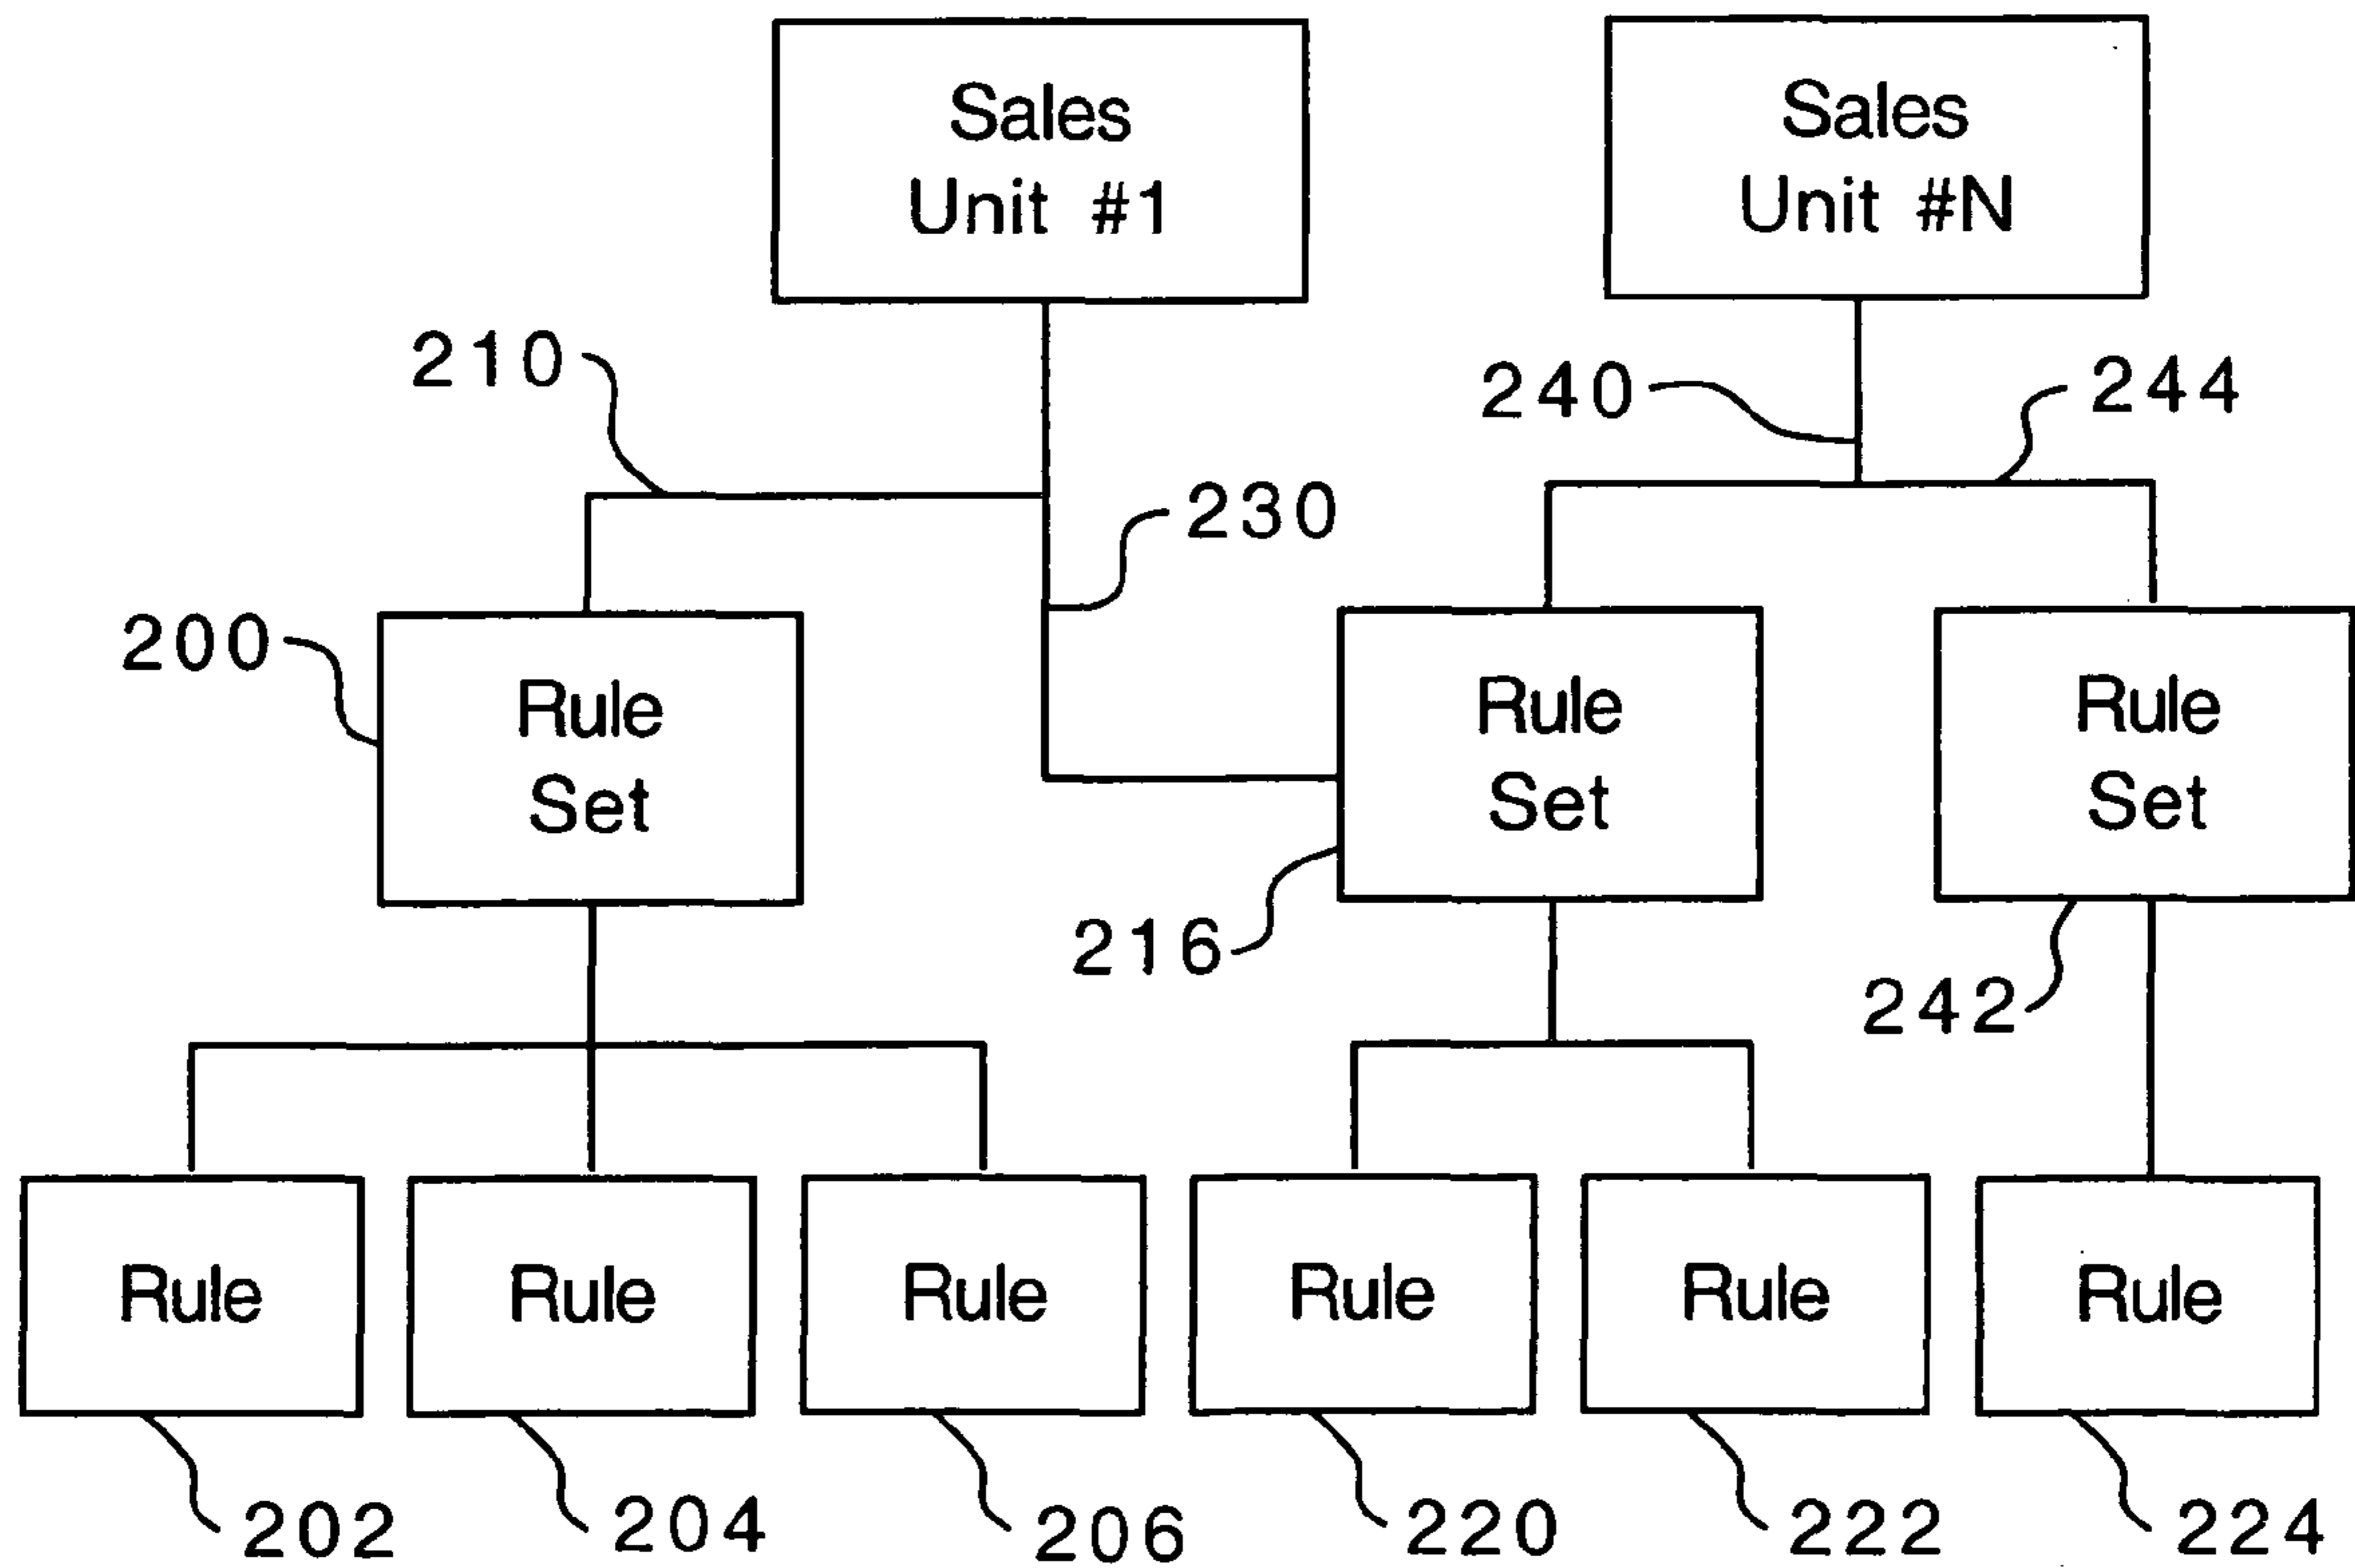 Sales
Unit #1
Sales
Unit #N
210
240
244
230
200
Rule
Set
Rule
Set
Rule
Set
216
242
Rule
Rule
Rule
Rule
Rule
Rule
202
204
206
220
222
224